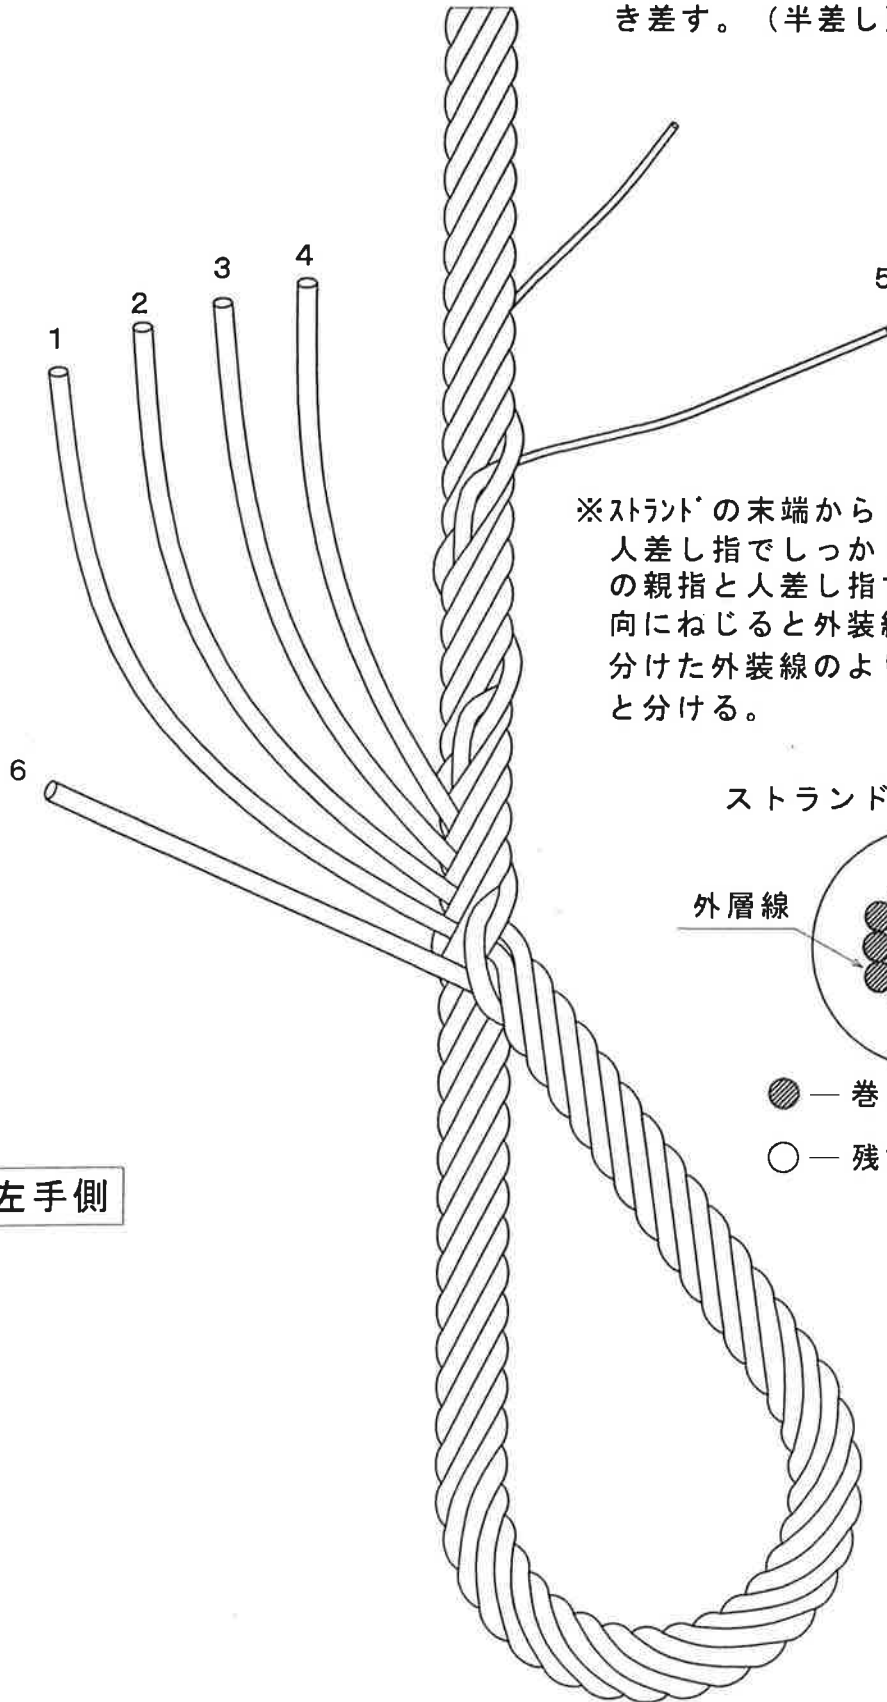 き差す。（半差し）
4
3
2
1
5
※ｽﾄﾗﾝﾄﾞの末端から
人差し指でしっか
の親指と人差し指
向にねじると外装
分けた外装線のよ
と分ける。
6
ストランド
外層線
巻
残
左手側